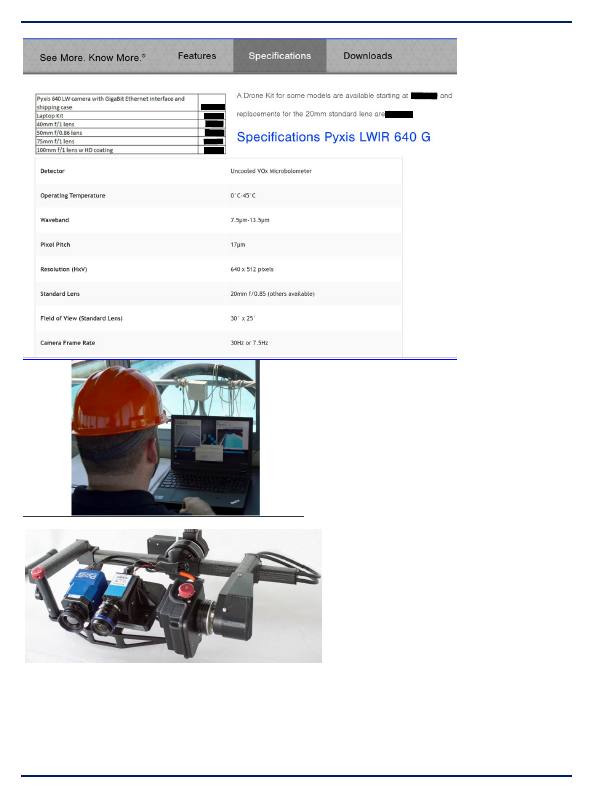 See More. Know More.®
Features
Specifications
Downloads
Pyxis 640 LW camera with GigaBit Ethernet interface and
shipping case
Laptop Kit
40mm f/1 lens
50mm f/0.86 lens
75mm f/1 lens
100mm f/1 lens w HD coating
A Drone Kit for some models are available starting at and
replacements for the 20mm standard lens are
Specifications Pyxis LWIR 640 G
Detector Uncooled VOx Microbolometer
Operating Temperature 0°C-45°C
Waveband 7.5µm-13.5µm
Pixel Pitch 17µm
Resolution (HxV) 640 x 512 pixels
Standard Lens 20mm f/0.85 (others available)
Field of View (Standard Lens) 30° x 25°
Camera Frame Rate 30Hz or 7.5Hz